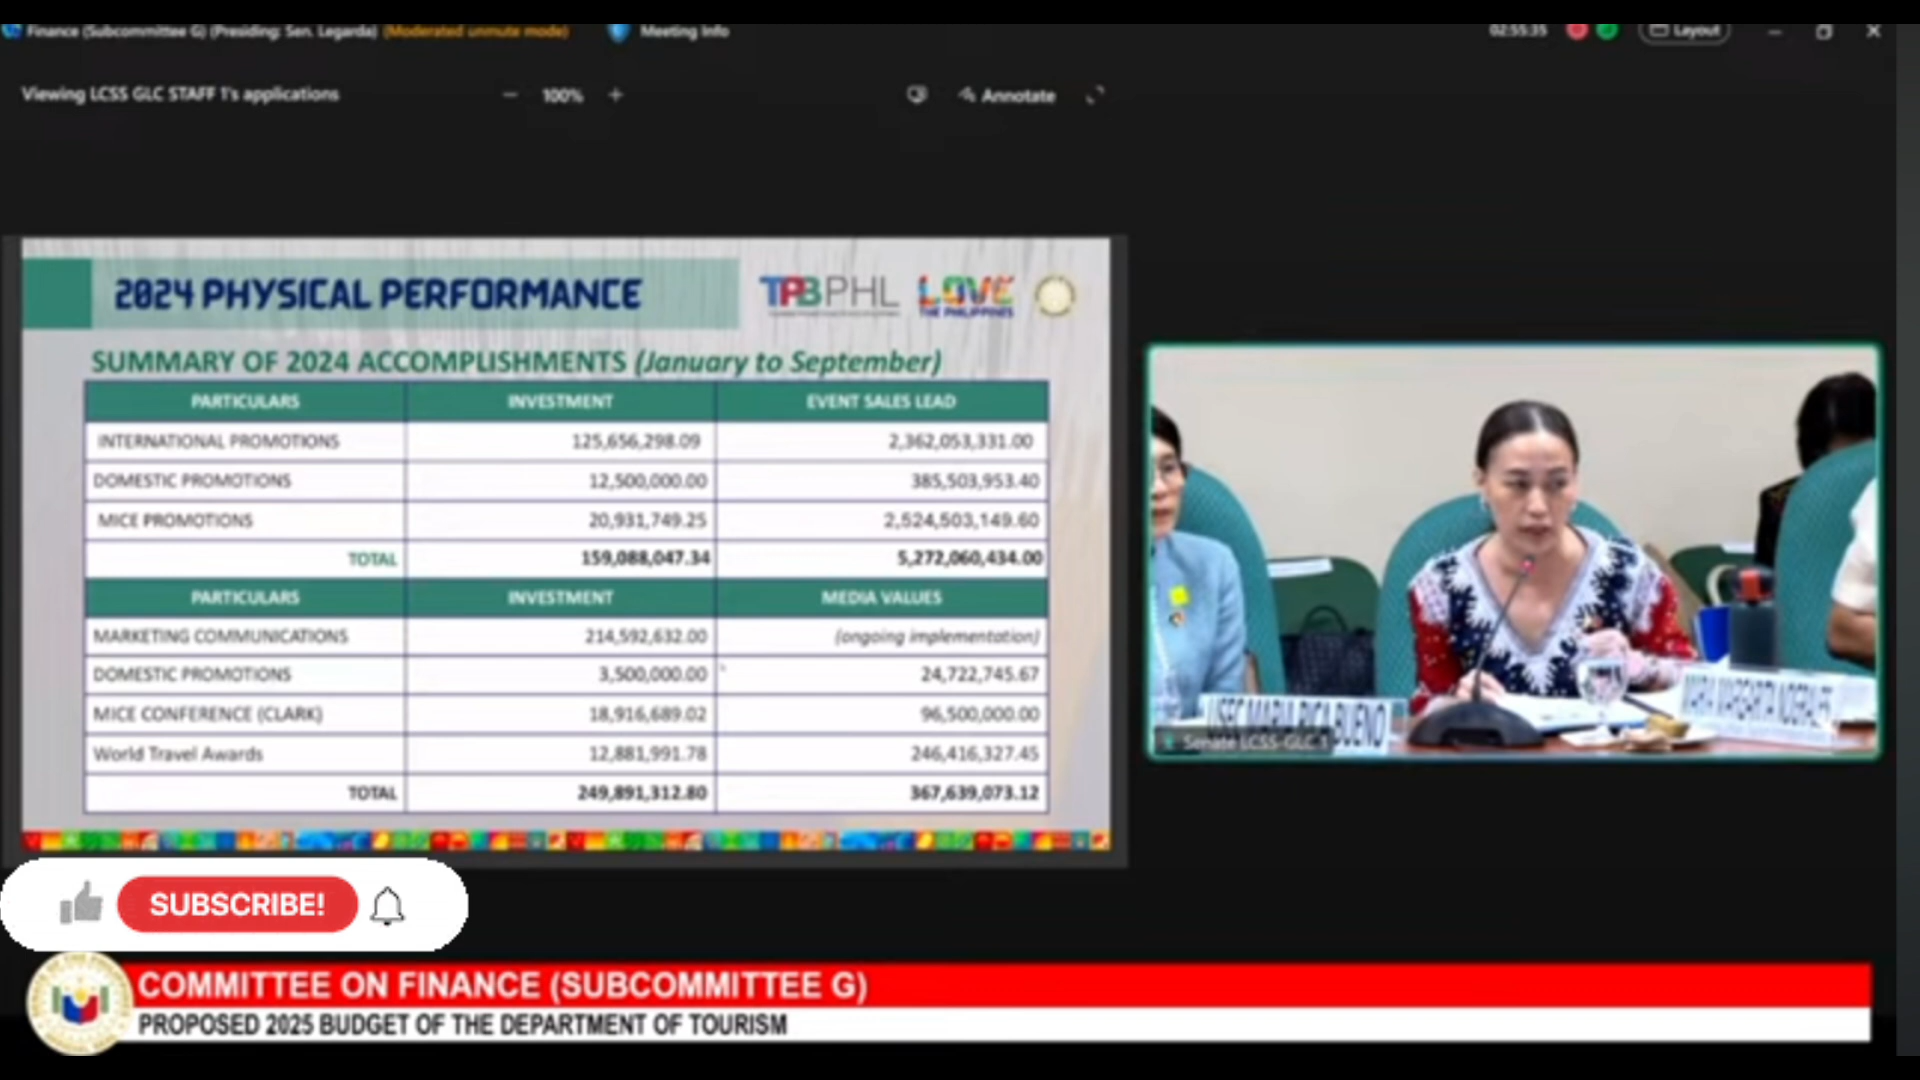 Finance (Subcommittee G) (Presiding: Sen. Legarda) (Moderated unmute mode) Meeting Info 02:55:35 Layout
Viewing LCSS GLC STAFF 1's applications 100% Annotate
2024 PHYSICAL PERFORMANCE TPBPHL LOVE
THE PHILIPPINES
SUMMARY OF 2024 ACCOMPLISHMENTS (January to September)
PARTICULARS INVESTMENT EVENT SALES LEAD
INTERNATIONAL PROMOTIONS 125,656,298.09 2,362,053,331.00
DOMESTIC PROMOTIONS 12,500,000.00 385,503,953.40
MICE PROMOTIONS 20,931,749.25 2,524,503,149.60
TOTAL 159,088,047.34 5,272,060,434.00
PARTICULARS INVESTMENT MEDIA VALUES
MARKETING COMMUNICATIONS 214,592,632.00 (ongoing implementation)
DOMESTIC PROMOTIONS 3,500,000.00 24,722,745.67
MICE CONFERENCE (CLARK) 18,916,689.02 96,500,000.00
World Travel Awards 12,881,991.78 246,416,327.45
TOTAL 249,891,312.80 367,639,073.12
USEC MARIA RICA BUENO
MARIA MARGARITA NOGRALES
Senate LCSS-GLC 1
SUBSCRIBE!
COMMITTEE ON FINANCE (SUBCOMMITTEE G)
PROPOSED 2025 BUDGET OF THE DEPARTMENT OF TOURISM